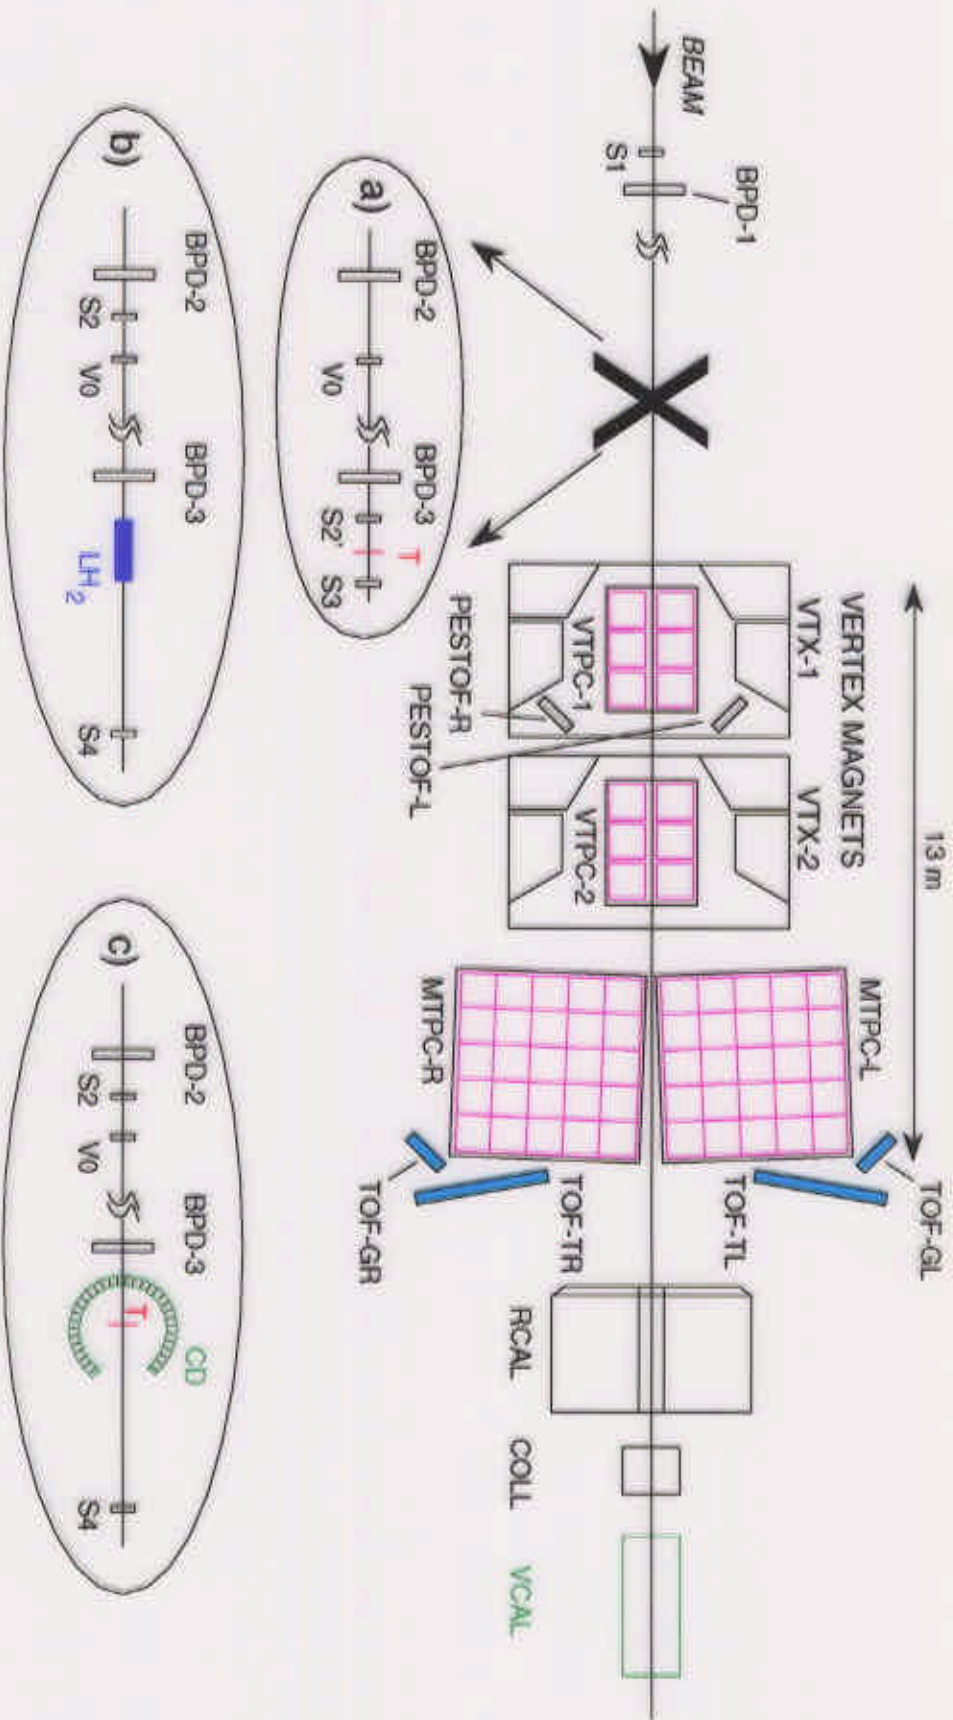 13 m
VERTEX MAGNETS
VTX-1
VTX-2
MTPC-L
TOF-GL
BEAM
S1
BPD-1
VTPC-1
VTPC-2
TOF-TL
PESTOF-R
PESTOF-L
MTPC-R
TOF-TR
TOF-GR
RCAL
COLL
VCAL
a)
BPD-2
V0
BPD-3
S2'
T
S3
b)
BPD-2
S2
V0
BPD-3
LH2
S4
c)
BPD-2
S2
V0
BPD-3
T
CD
S4